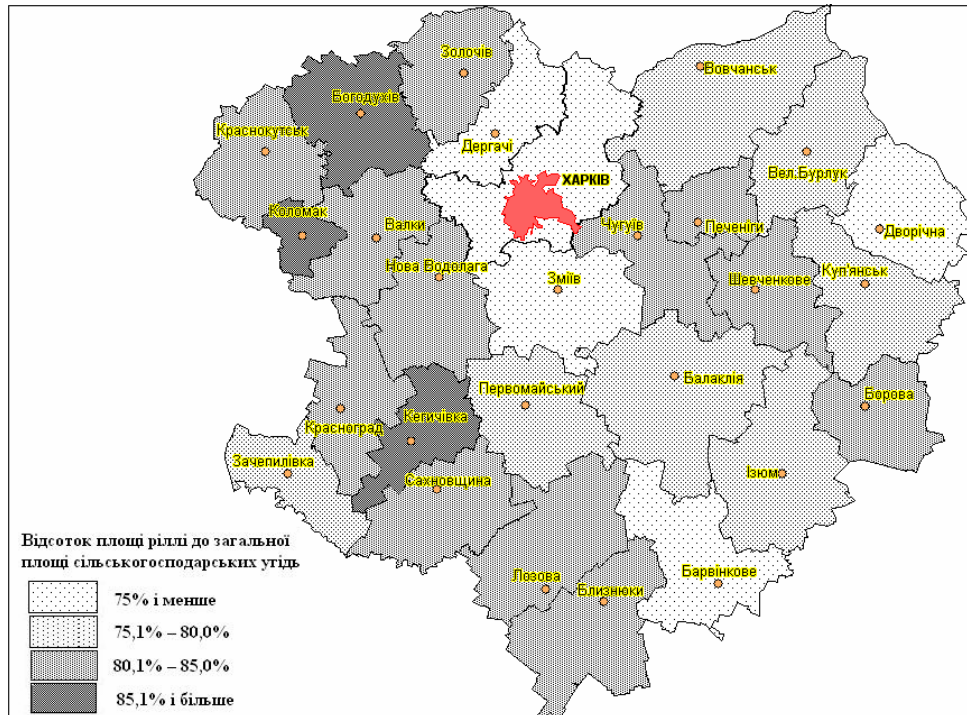 Золочів
Вовчанськ
Богодухів
Краснокутськ
Дергачі
Вел.Бурлук
ХАРКІВ
Коломак
Валки
Чугуїв
Печеніги
Дворічна
Нова Водолага
Зміїв
Шевченкове
Куп'янськ
Первомайський
Балаклія
Борова
Кегичівка
Красноград
Зачепилівка
Ізюм
Сахновщина
Лозова
Близнюки
Барвінкове
Відсоток площі ріллі до загальної
площі сільськогосподарських угідь
75% і менше
75,1% – 80,0%
80,1% – 85,0%
85,1% і більше